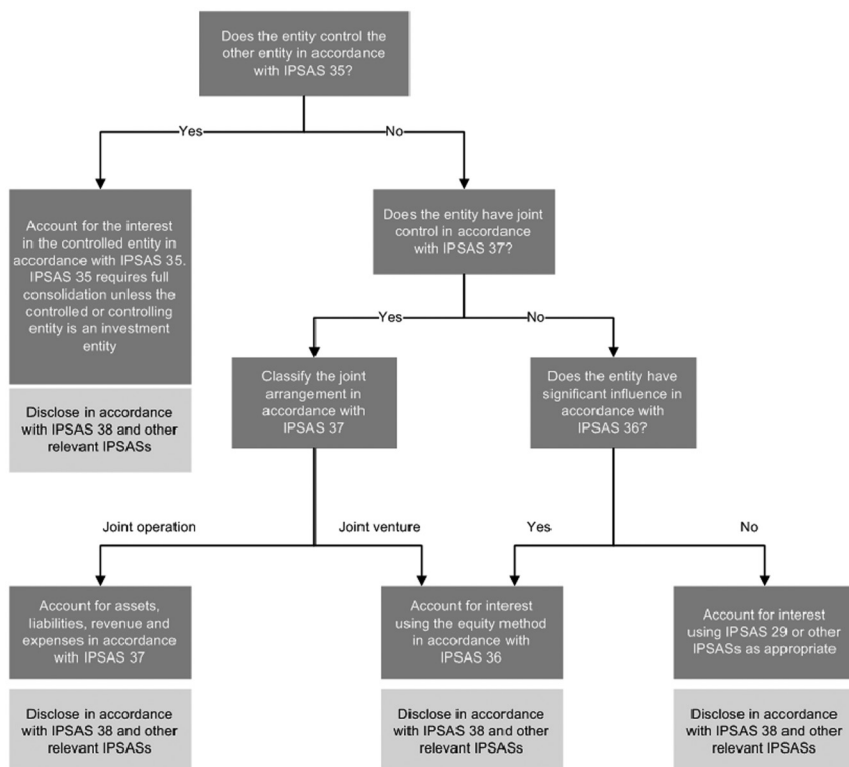 Does the entity control the
other entity in accordance
with IPSAS 35?
Yes
No
Account for the interest
in the controlled entity in
accordance with IPSAS 35.
IPSAS 35 requires full
consolidation unless the
controlled or controlling
entity is an investment
entity
Disclose in accordance
with IPSAS 38 and other
relevant IPSASs
Does the entity have joint
control in accordance
with IPSAS 37?
Yes
No
Classify the joint
arrangement in
accordance with
IPSAS 37
Does the entity have
significant influence in
accordance with
IPSAS 36?
Joint operation
Joint venture
Yes
No
Account for assets,
liabilities, revenue and
expenses in accordance
with IPSAS 37
Disclose in accordance
with IPSAS 38 and other
relevant IPSASs
Account for interest
using the equity method
in accordance with
IPSAS 36
Disclose in accordance
with IPSAS 38 and other
relevant IPSASs
Account for interest
using IPSAS 29 or other
IPSASs as appropriate
Disclose in accordance
with IPSAS 38 and other
relevant IPSASs